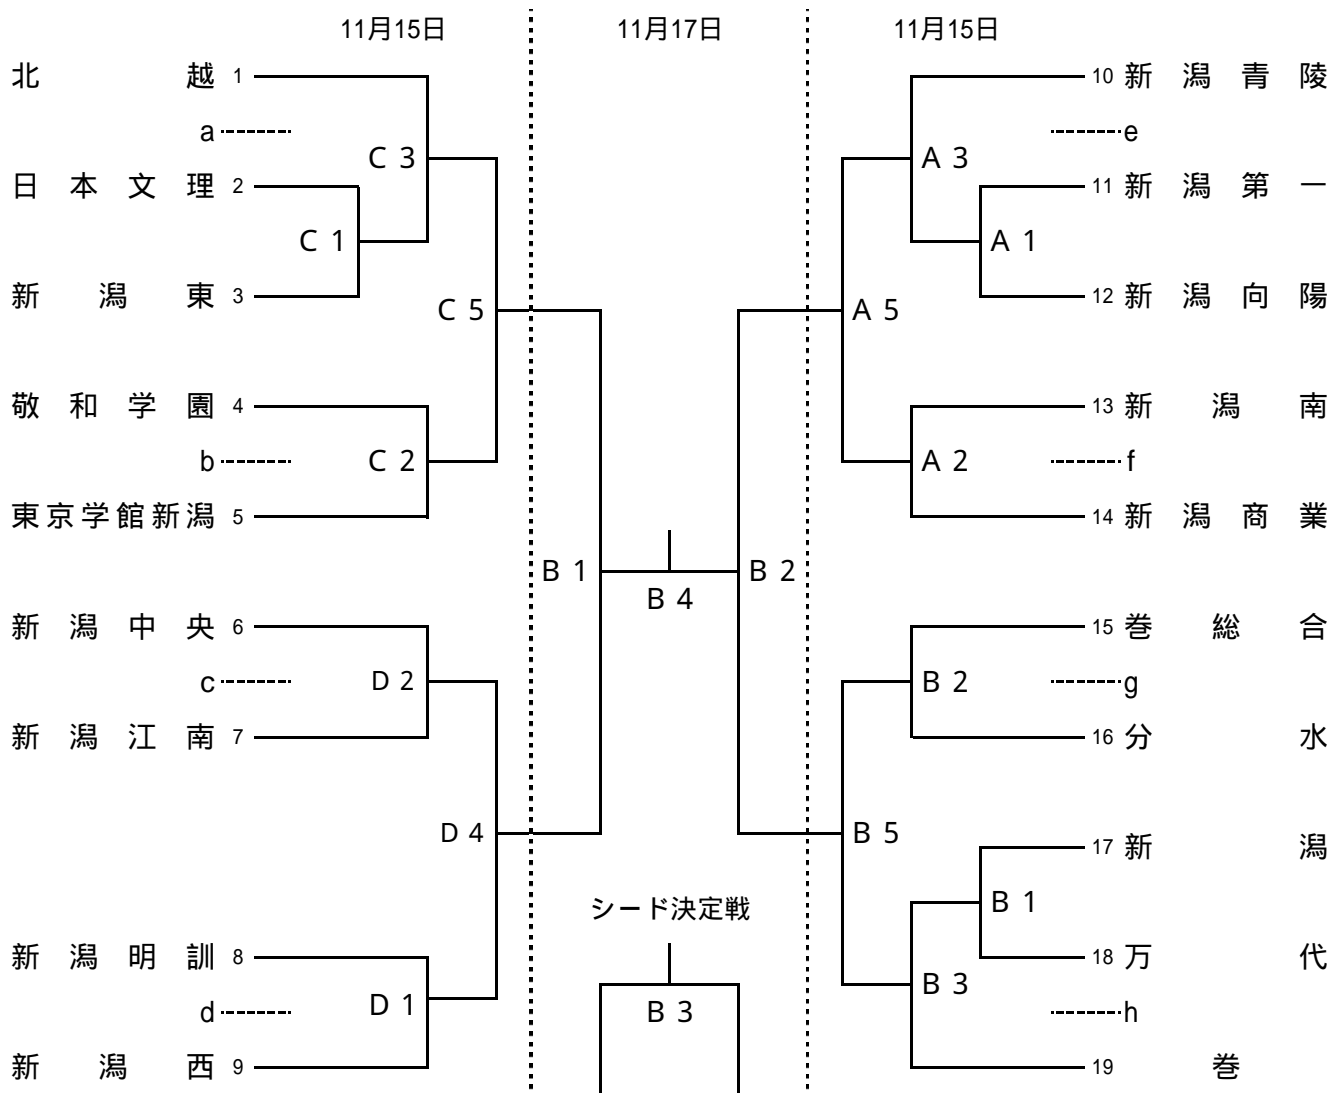 11月15日 11月17日 11月15日
北越 1 10 新潟青陵
a e
C 3 A 3
日本文理 2 11 新潟第一
C 1 A 1
新潟東 3 12 新潟向陽
C 5 A 5
敬和学園 4 13 新潟南
b C 2 A 2 f
東京学館新潟 5 14 新潟商業
B 1 B 2
B 4
新潟中央 6 15 巻総合
c D 2 B 2 g
新潟江南 7 16 分水
D 4 B 5
17 新潟
シード決定戦 B 1
新潟明訓 8 18 万代
B 3
d D 1 B 3 h
新潟西 9 19 巻